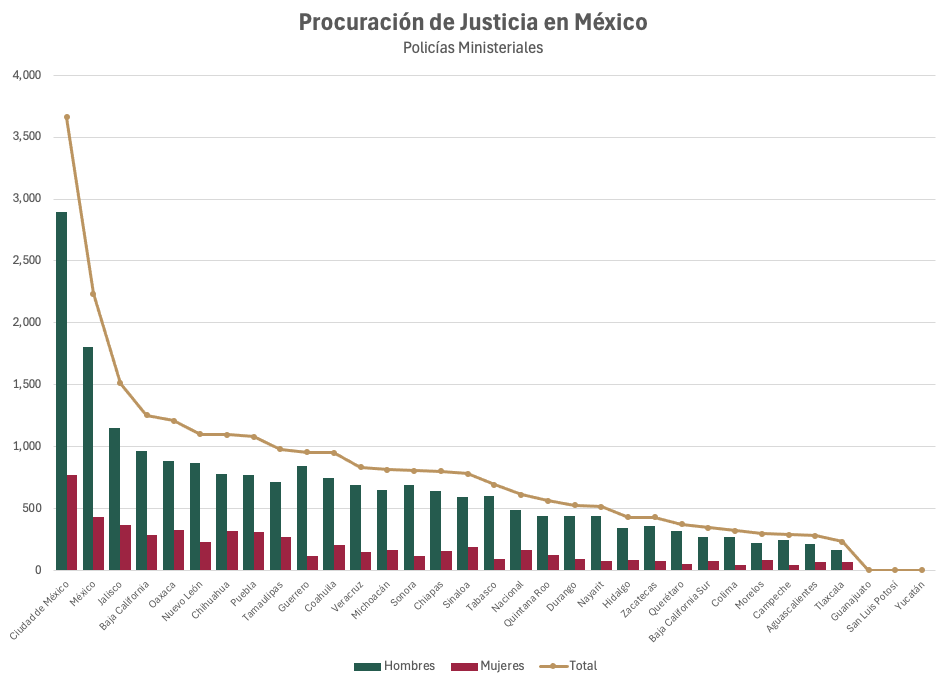 Procuración de Justicia en México
Policías Ministeriales
4,000
3,500
3,000
2,500
2,000
1,500
1,000
500
0
Ciudad de México
México
Jalisco
Baja California
Oaxaca
Nuevo León
Chihuahua
Puebla
Tamaulipas
Guerrero
Coahuila
Veracruz
Michoacán
Sonora
Chiapas
Sinaloa
Tabasco
Nacional
Quintana Roo
Durango
Nayarit
Hidalgo
Zacatecas
Querétaro
Baja California Sur
Colima
Morelos
Campeche
Aguascalientes
Tlaxcala
Guanajuato
San Luis Potosí
Yucatán
Hombres Mujeres Total